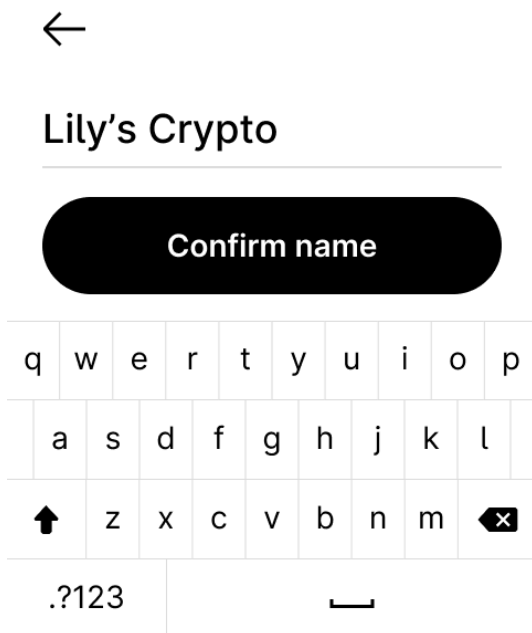 Lily’s Crypto
Confirm name
q w e r t y u i o p
a s d f g h j k l
z x c v b n m
.?123